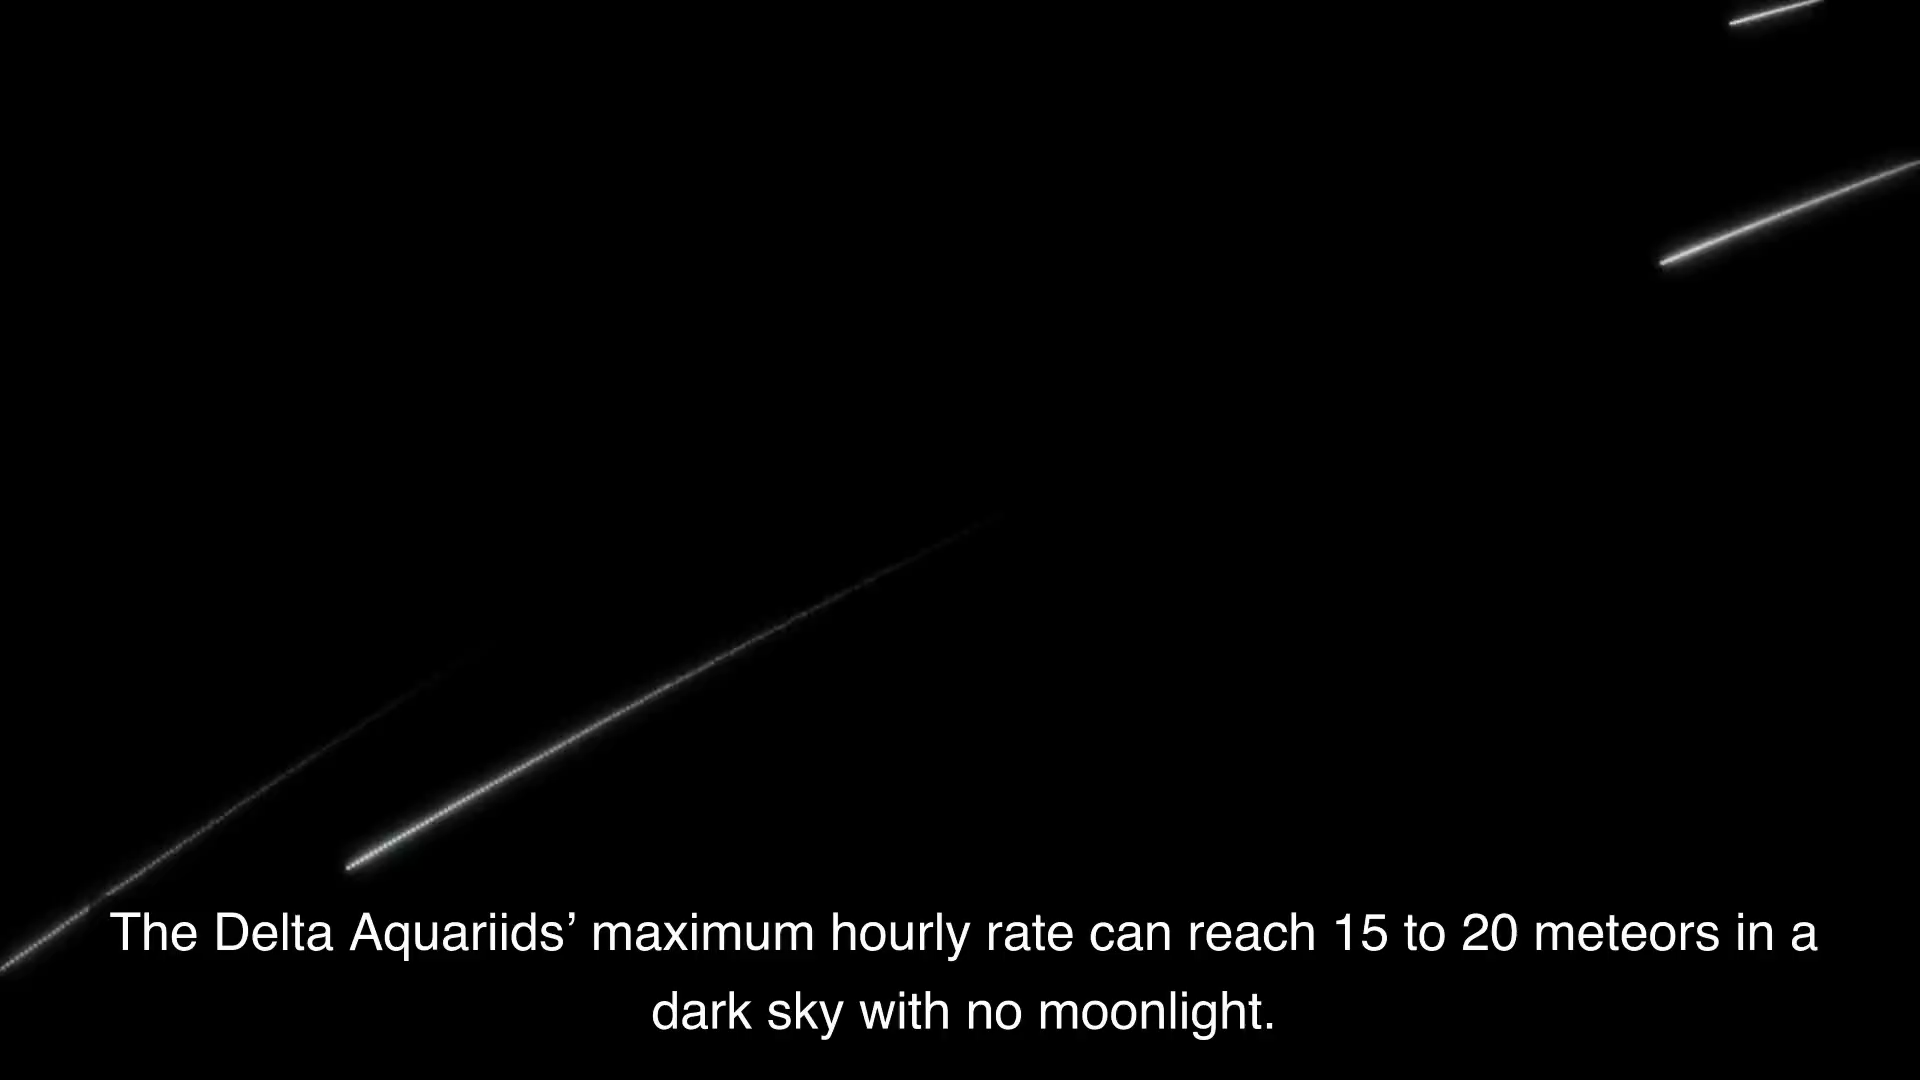 The Delta Aquariids’ maximum hourly rate can reach 15 to 20 meteors in a
dark sky with no moonlight.